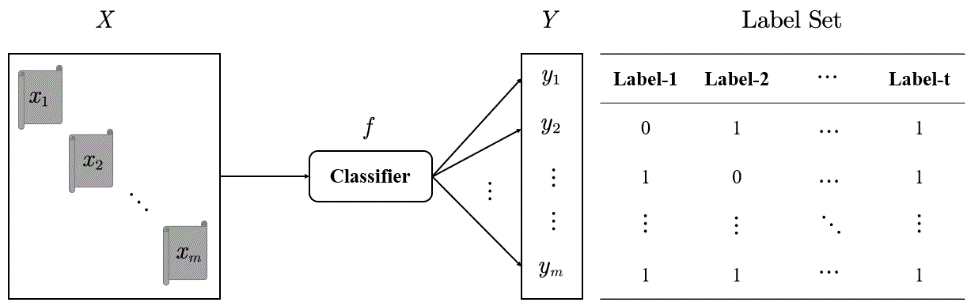 X
Y
Label Set
x₁
x₂
⋱
xₘ
f
Classifier
⋮
y₁
y₂
⋮
⋮
yₘ
Label-1 Label-2 ⋯ Label-t
0 1 ⋯ 1
1 0 ⋯ 1
⋮ ⋮ ⋱ ⋮
1 1 ⋯ 1